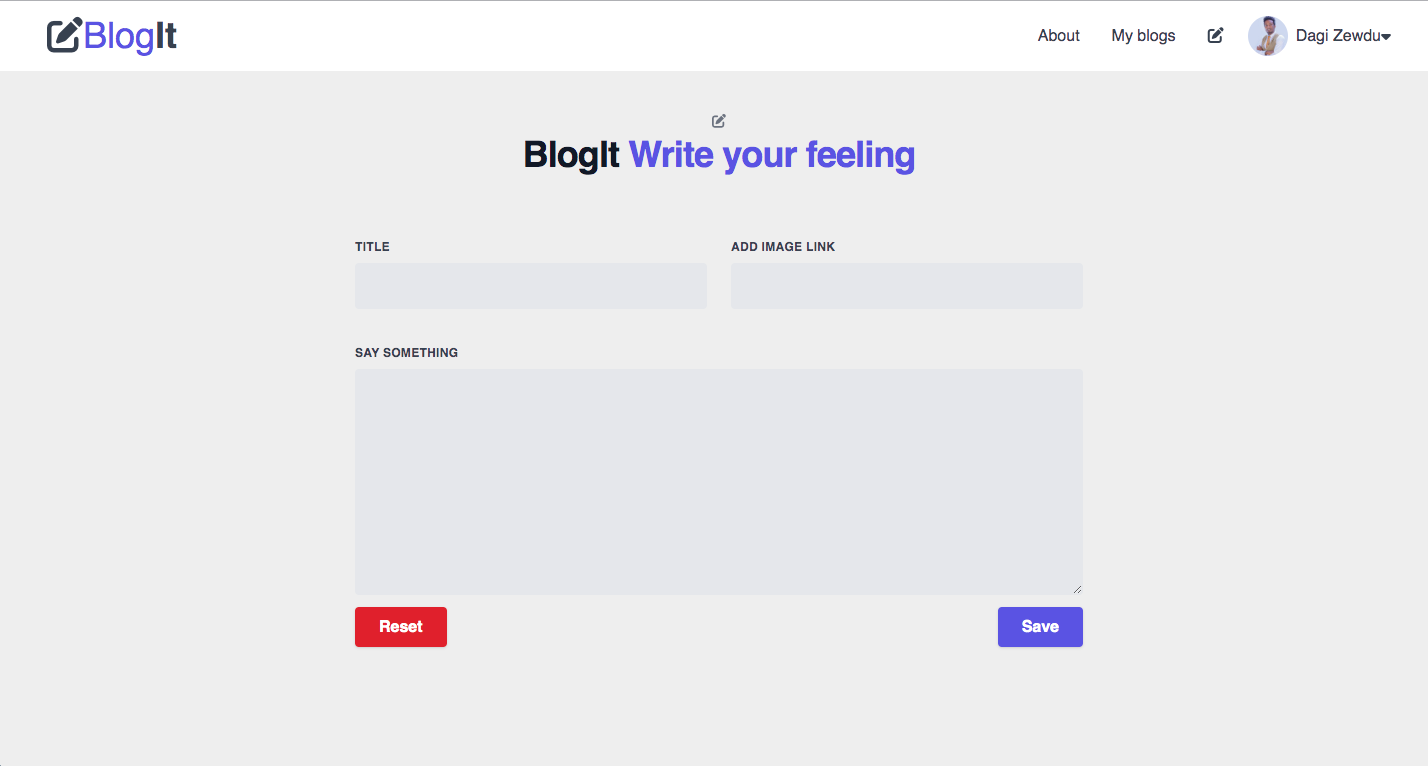 BlogIt About My blogs Dagi Zewdu
BlogIt Write your feeling
TITLE ADD IMAGE LINK
SAY SOMETHING
Reset Save